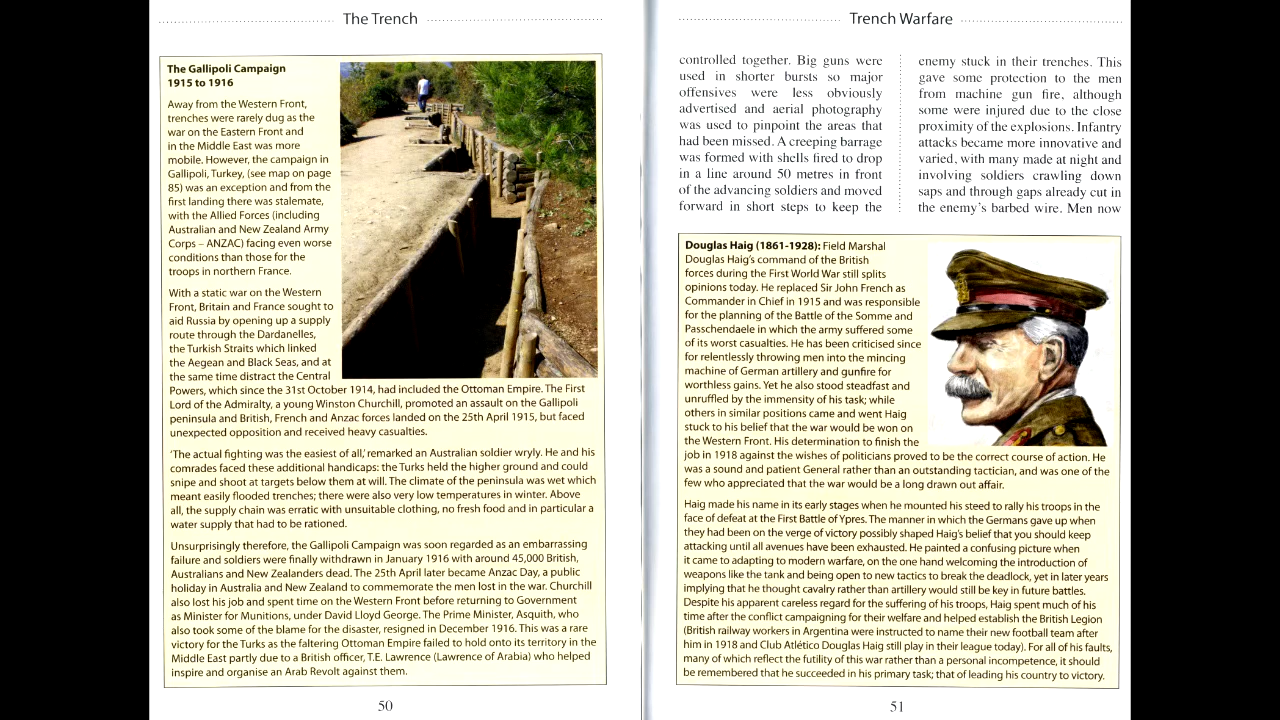 The Trench
The Gallipoli Campaign
1915 to 1916
Away from the Western Front,
trenches were rarely dug as the
war on the Eastern Front and
in the Middle East was more
mobile. However, the campaign in
Gallipoli, Turkey, (see map on page
85) was an exception and from the
first landing there was stalemate,
with the Allied Forces (including
Australian and New Zealand Army
Corps – ANZAC) facing even worse
conditions than those for the
troops in northern France.
With a static war on the Western
Front, Britain and France sought to
aid Russia by opening up a supply
route through the Dardanelles,
the Turkish Straits which linked
the Aegean and Black Seas, and at
the same time distract the Central
Powers, which since the 31st October 1914, had included the Ottoman Empire. The First
Lord of the Admiralty, a young Winston Churchill, promoted an assault on the Gallipoli
peninsula and British, French and Anzac forces landed on the 25th April 1915, but faced
unexpected opposition and received heavy casualties.
'The actual fighting was the easiest of all,' remarked an Australian soldier wryly. He and his
comrades faced these additional handicaps: the Turks held the higher ground and could
snipe and shoot at targets below them at will. The climate of the peninsula was wet which
meant easily flooded trenches; there were also very low temperatures in winter. Above
all, the supply chain was erratic with unsuitable clothing, no fresh food and in particular a
water supply that had to be rationed.
Unsurprisingly therefore, the Gallipoli Campaign was soon regarded as an embarrassing
failure and soldiers were finally withdrawn in January 1916 with around 45,000 British,
Australians and New Zealanders dead. The 25th April later became Anzac Day, a public
holiday in Australia and New Zealand to commemorate the men lost in the war. Churchill
also lost his job and spent time on the Western Front before returning to Government
as Minister for Munitions, under David Lloyd George. The Prime Minister, Asquith, who
also took some of the blame for the disaster, resigned in December 1916. This was a rare
victory for the Turks as the faltering Ottoman Empire failed to hold onto its territory in the
Middle East partly due to a British officer, T.E. Lawrence (Lawrence of Arabia) who helped
inspire and organise an Arab Revolt against them.
50
Trench Warfare
controlled together. Big guns were
used in shorter bursts so major
offensives were less obviously
advertised and aerial photography
was used to pinpoint the areas that
had been missed. A creeping barrage
was formed with shells fired to drop
in a line around 50 metres in front
of the advancing soldiers and moved
forward in short steps to keep the
enemy stuck in their trenches. This
gave some protection to the men
from machine gun fire, although
some were injured due to the close
proximity of the explosions. Infantry
attacks became more innovative and
varied, with many made at night and
involving soldiers crawling down
saps and through gaps already cut in
the enemy's barbed wire. Men now
Douglas Haig (1861-1928): Field Marshal
Douglas Haig's command of the British
forces during the First World War still splits
opinions today. He replaced Sir John French as
Commander in Chief in 1915 and was responsible
for the planning of the Battle of the Somme and
Passchendaele in which the army suffered some
of its worst casualties. He has been criticised since
for relentlessly throwing men into the mincing
machine of German artillery and gunfire for
worthless gains. Yet he also stood steadfast and
unruffled by the immensity of his task; while
others in similar positions came and went Haig
stuck to his belief that the war would be won on
the Western Front. His determination to finish the
job in 1918 against the wishes of politicians proved to be the correct course of action. He
was a sound and patient General rather than an outstanding tactician, and was one of the
few who appreciated that the war would be a long drawn out affair.
Haig made his name in its early stages when he mounted his steed to rally his troops in the
face of defeat at the First Battle of Ypres. The manner in which the Germans gave up when
they had been on the verge of victory possibly shaped Haig's belief that you should keep
attacking until all avenues have been exhausted. He painted a confusing picture when
it came to adapting to modern warfare, on the one hand welcoming the introduction of
weapons like the tank and being open to new tactics to break the deadlock, yet in later years
implying that he thought cavalry rather than artillery would still be key in future battles.
Despite his apparent careless regard for the suffering of his troops, Haig spent much of his
time after the conflict campaigning for their welfare and helped establish the British Legion
(British railway workers in Argentina were instructed to name their new football team after
him in 1918 and Club Atlético Douglas Haig still play in their league today). For all of his faults,
many of which reflect the futility of this war rather than a personal incompetence, it should
be remembered that he succeeded in his primary task; that of leading his country to victory.
51